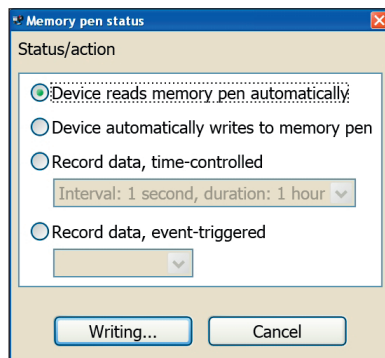 Memory pen status
Status/action
Device reads memory pen automatically
Device automatically writes to memory pen
Record data, time-controlled
Interval: 1 second, duration: 1 hour
Record data, event-triggered
Writing... Cancel